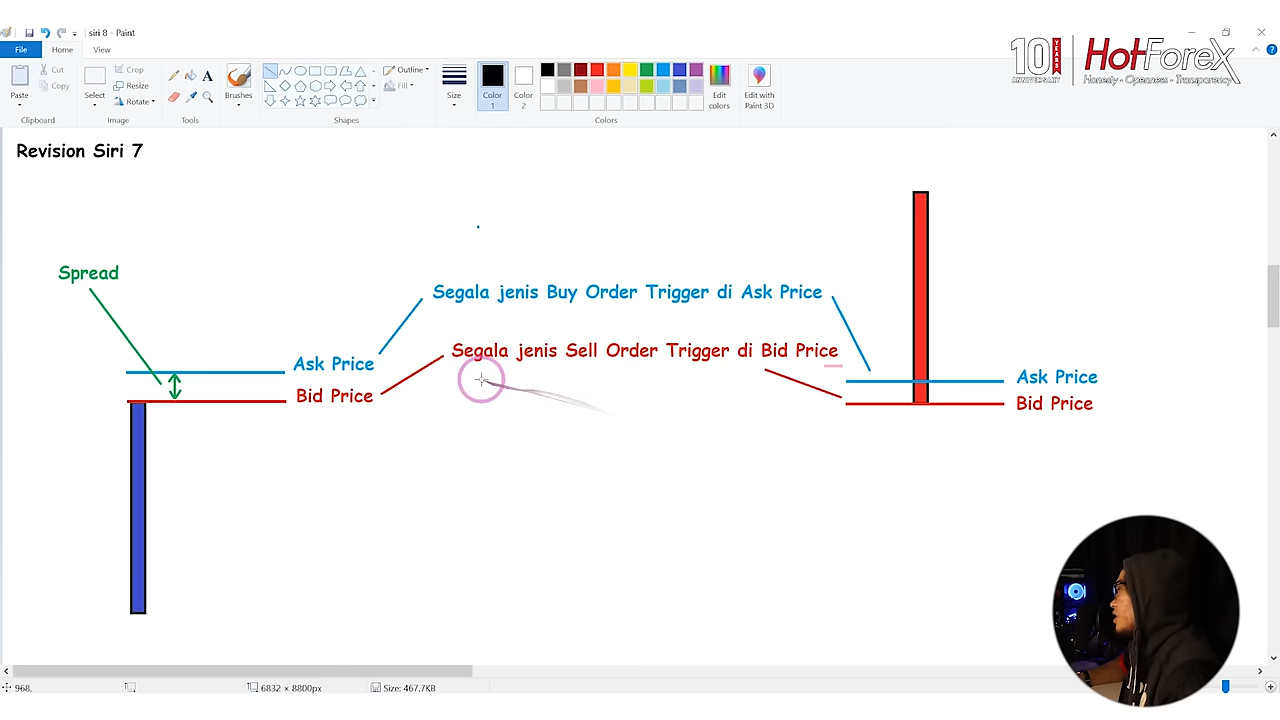 siri 8 - Paint
File
Home
View
Paste
Cut
Copy
Clipboard
Select
Crop
Resize
Rotate
Image
A
Tools
Brushes
Outline
Fill
Shapes
Size
Color 1
Color 2
Edit colors
Colors
Edit with Paint 3D
10 YEARS
ANNIVERSARY
HotForex
Honesty - Openness - Transparency
Revision Siri 7
Spread
Segala jenis Buy Order Trigger di Ask Price
Segala jenis Sell Order Trigger di Bid Price
Ask Price
Bid Price
Ask Price
Bid Price
968,
6832 × 8800px
Size: 467.7KB